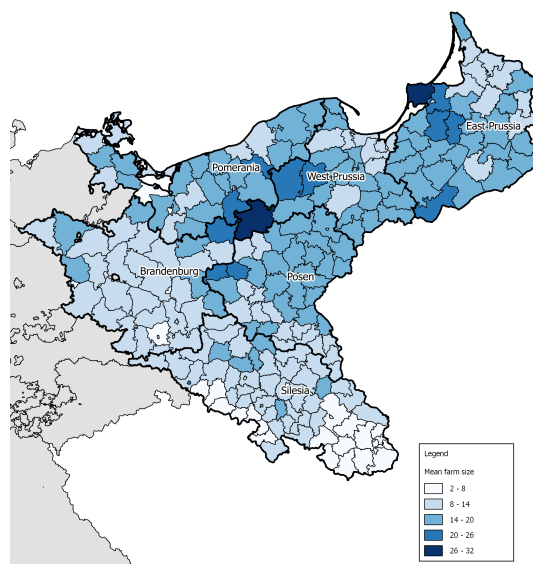 East Prussia
Pomerania
West Prussia
Brandenburg
Posen
Silesia
Legend
Mean farm size
2 - 8
8 - 14
14 - 20
20 - 26
26 - 32